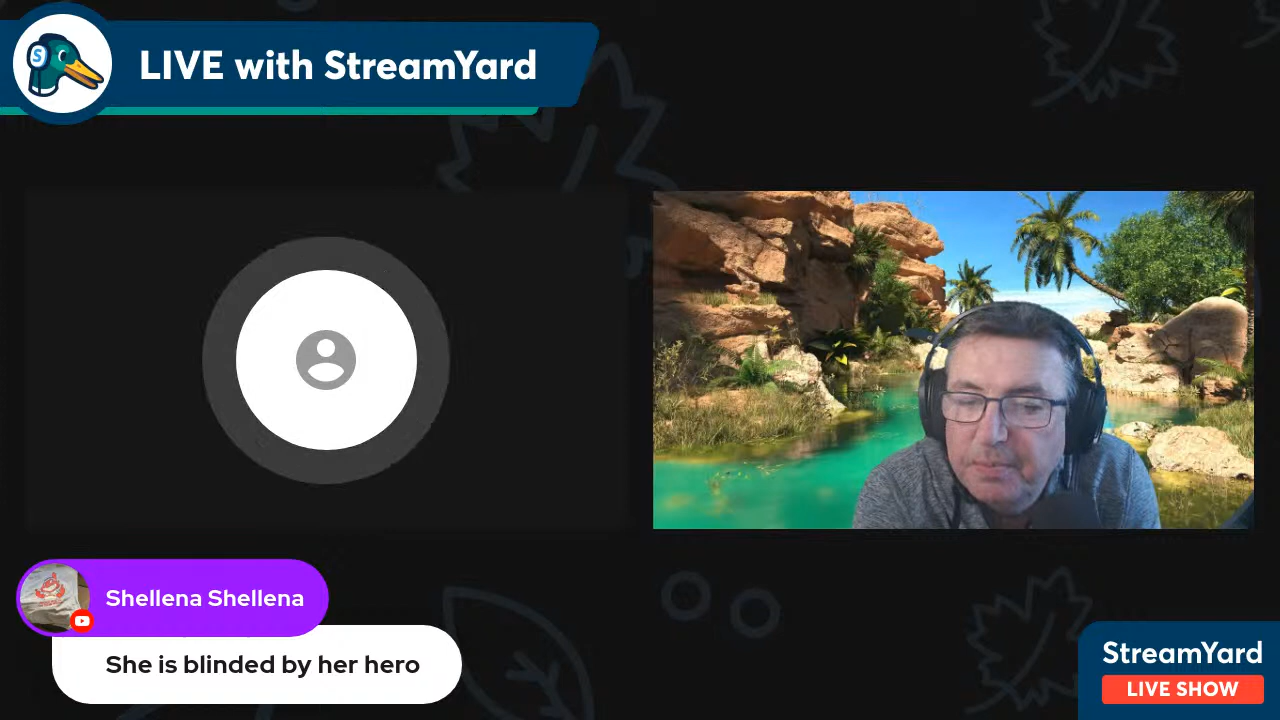 S
LIVE with StreamYard
Shellena Shellena
She is blinded by her hero
StreamYard
LIVE SHOW